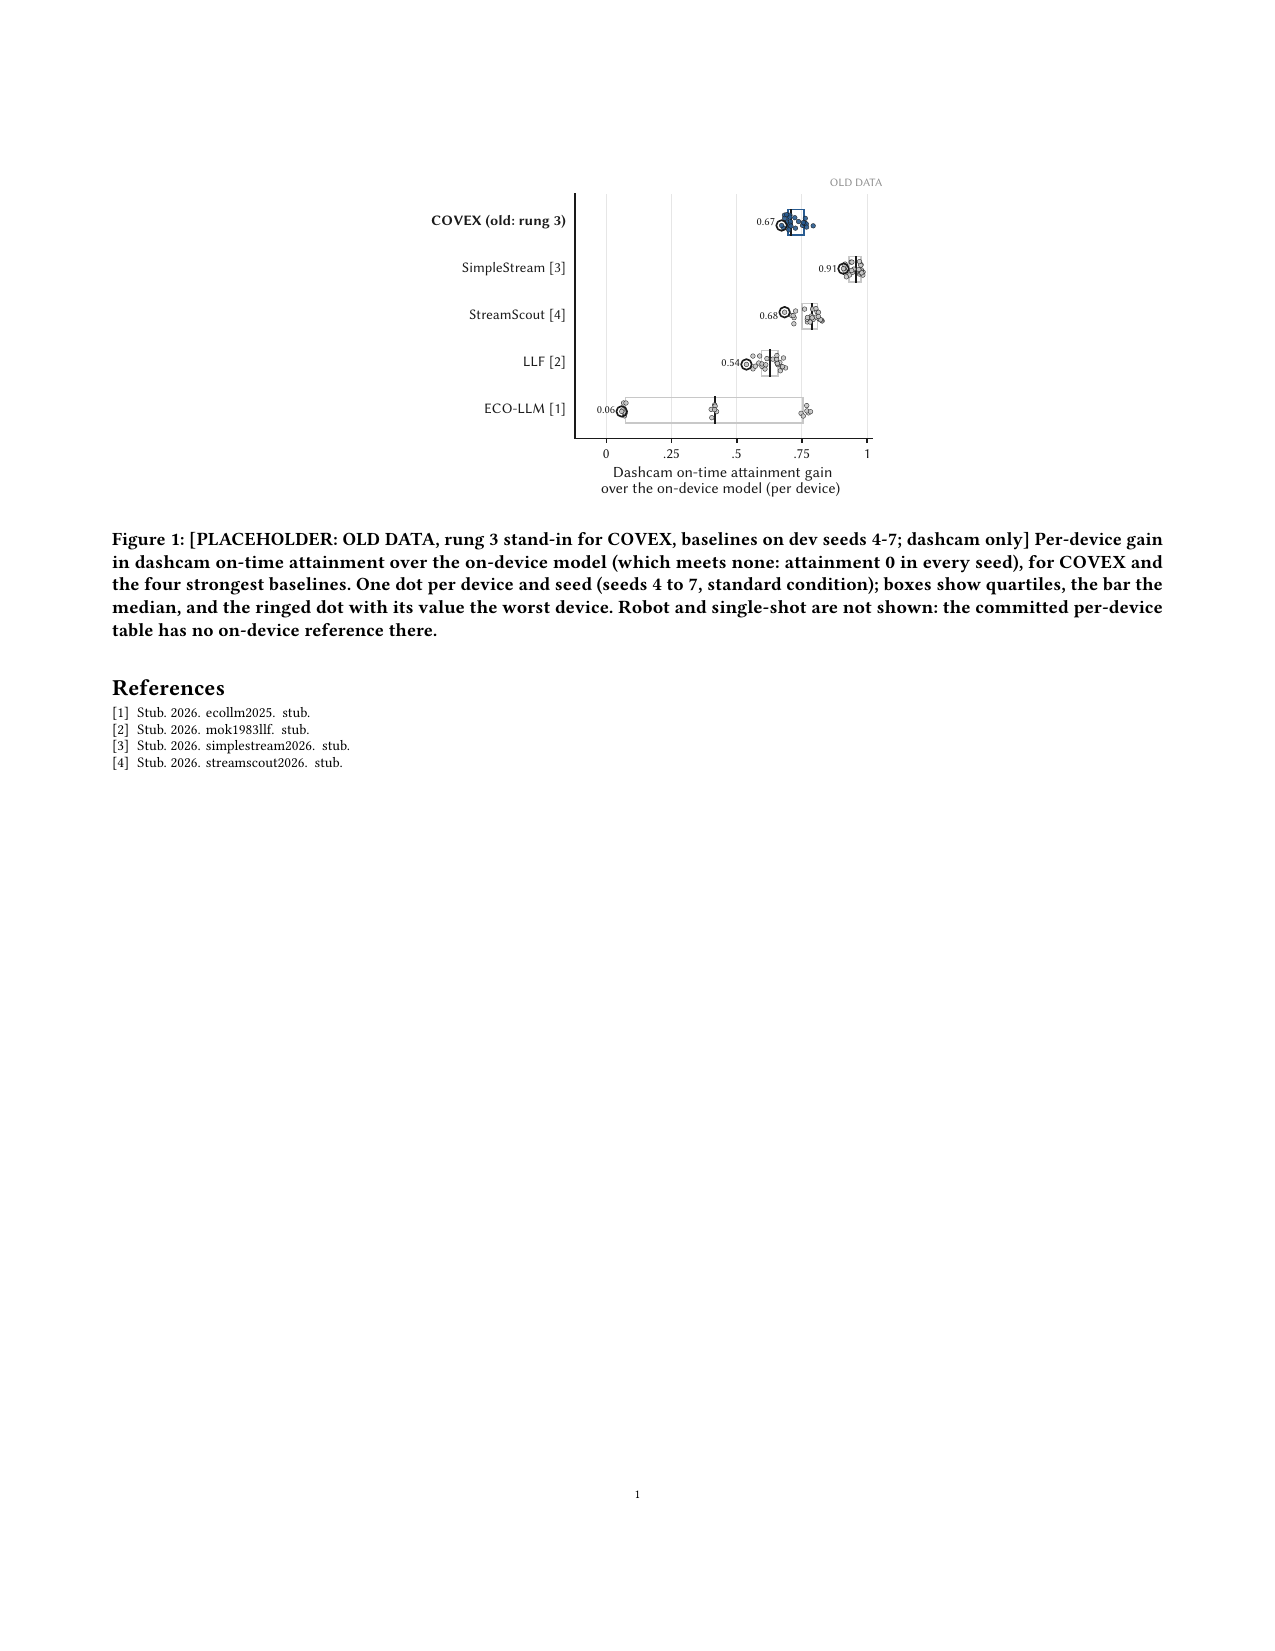 OLD DATA
COVEX (old: rung 3)
0.67
SimpleStream [3]
0.91
StreamScout [4]
0.68
LLF [2]
0.54
ECO-LLM [1]
0.06
0 .25 .5 .75 1
Dashcam on-time attainment gain
over the on-device model (per device)
Figure 1: [PLACEHOLDER: OLD DATA, rung 3 stand-in for COVEX, baselines on dev seeds 4-7; dashcam only] Per-device gain
in dashcam on-time attainment over the on-device model (which meets none: attainment 0 in every seed), for COVEX and
the four strongest baselines. One dot per device and seed (seeds 4 to 7, standard condition); boxes show quartiles, the bar the
median, and the ringed dot with its value the worst device. Robot and single-shot are not shown: the committed per-device
table has no on-device reference there.
References
[1] Stub. 2026. ecollm2025. stub.
[2] Stub. 2026. mok1983llf. stub.
[3] Stub. 2026. simplestream2026. stub.
[4] Stub. 2026. streamscout2026. stub.
1